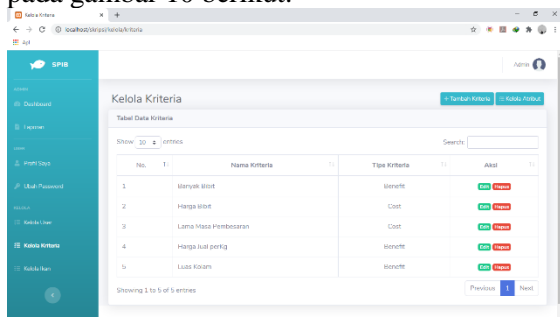 pada gambar 10 berikut.
Kelola Kriteria
localhost/skripsi/kelola/kriteria
Apl
SPIB
Admin
Dashboard
Laporan
Profil Saya
Ubah Password
KELOLA
Kelola User
Kelola Kriteria
Kelola Ikan
Kelola Kriteria
+ Tambah Kriteria
Kelola Atribut
Tabel Data Kriteria
Show 10 entries
Search:
No. Nama Kriteria Tipe Kriteria Aksi
1 Banyak Bibit Benefit Edit Hapus
2 Harga Bibit Cost Edit Hapus
3 Lama Masa Pembesaran Cost Edit Hapus
4 Harga Jual perKg Benefit Edit Hapus
5 Luas Kolam Benefit Edit Hapus
Showing 1 to 5 of 5 entries
Previous 1 Next